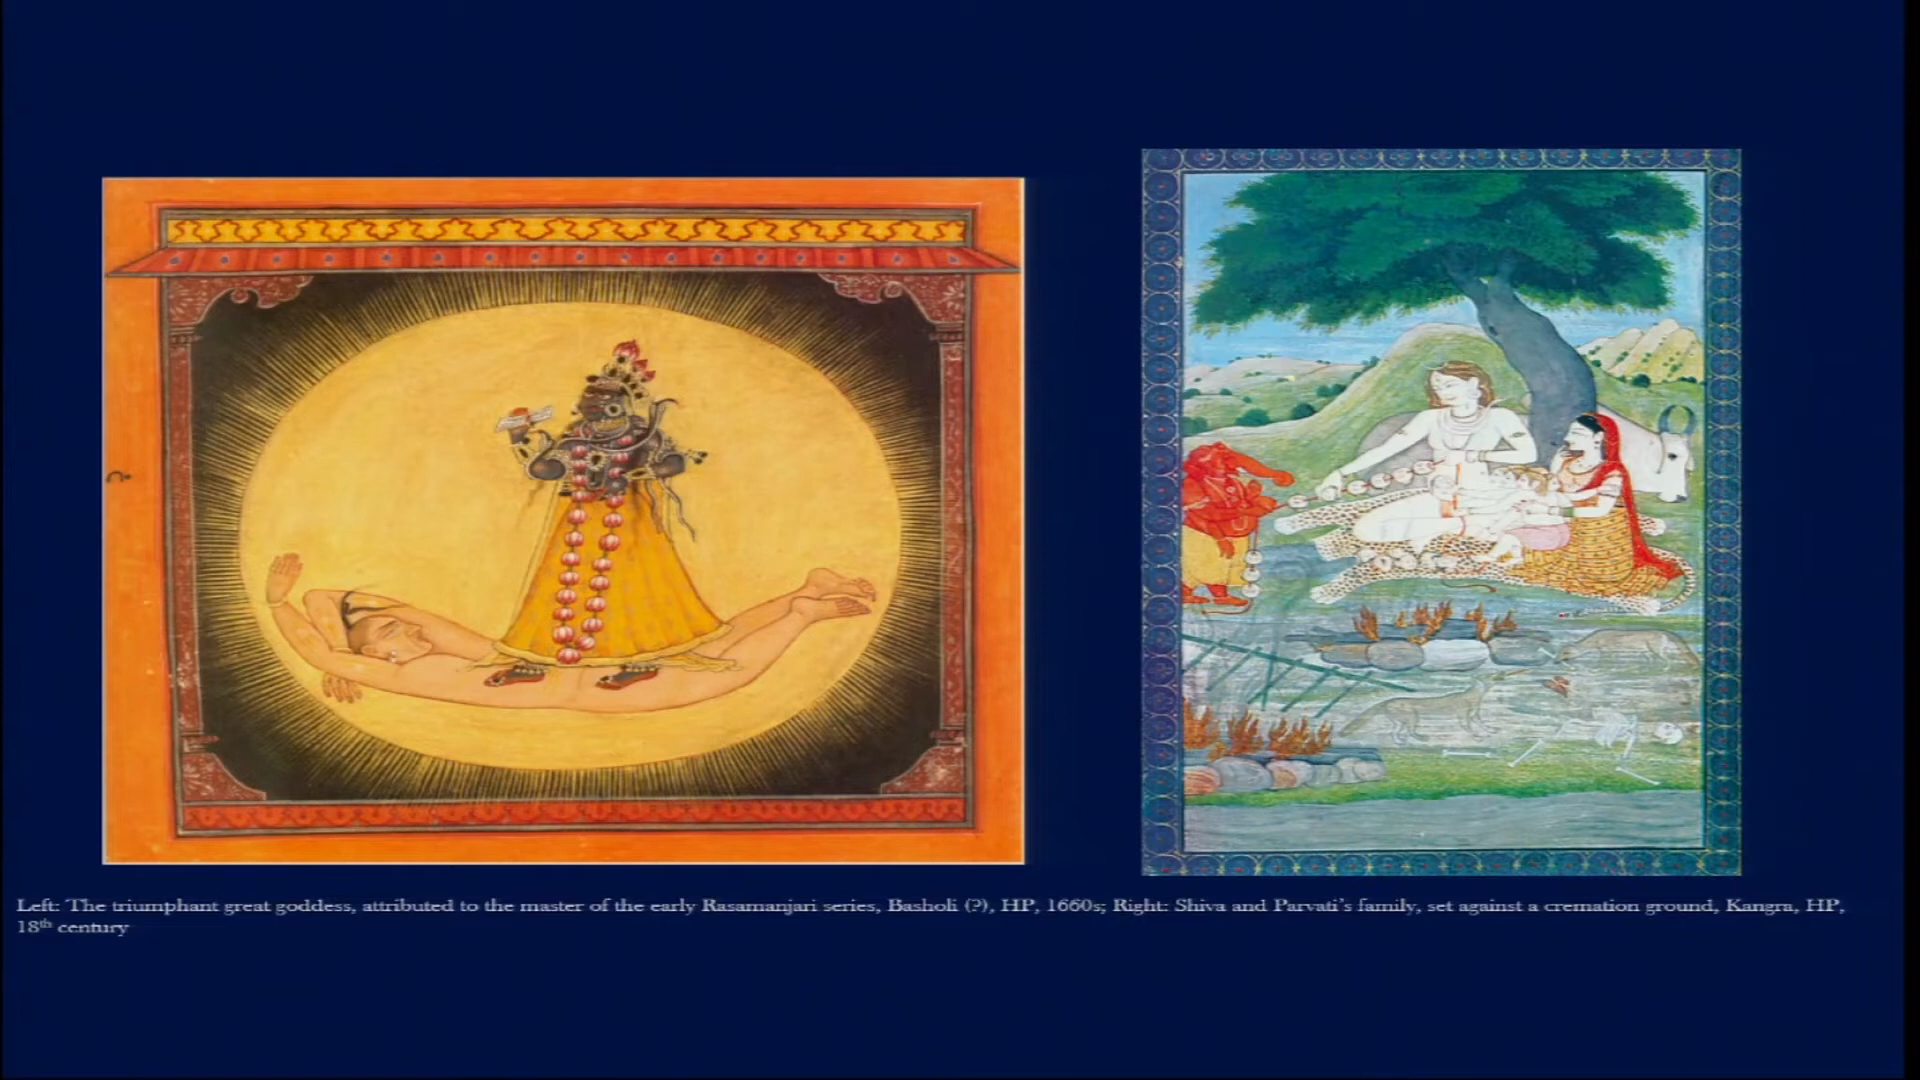 Left: The triumphant great goddess, attributed to the master of the early Rasamanjari series, Basholi (?), HP, 1660s; Right: Shiva and Parvati's family, set against a cremation ground, Kangra, HP,
18th century